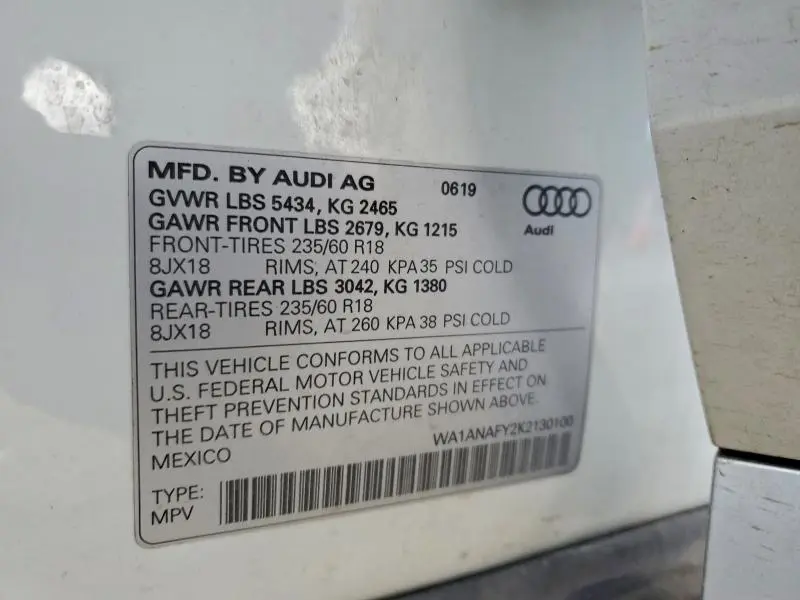 MFD. BY AUDI AG 0619
GVWR LBS 5434, KG 2465
GAWR FRONT LBS 2679, KG 1215
Audi
FRONT-TIRES 235/60 R18
8JX18 RIMS, AT 240 KPA 35 PSI COLD
GAWR REAR LBS 3042, KG 1380
REAR-TIRES 235/60 R18
8JX18 RIMS, AT 260 KPA 38 PSI COLD
THIS VEHICLE CONFORMS TO ALL APPLICABLE
U.S. FEDERAL MOTOR VEHICLE SAFETY AND
THEFT PREVENTION STANDARDS IN EFFECT ON
THE DATE OF MANUFACTURE SHOWN ABOVE.
MEXICO WA1ANAFY2K2130100
TYPE:
MPV